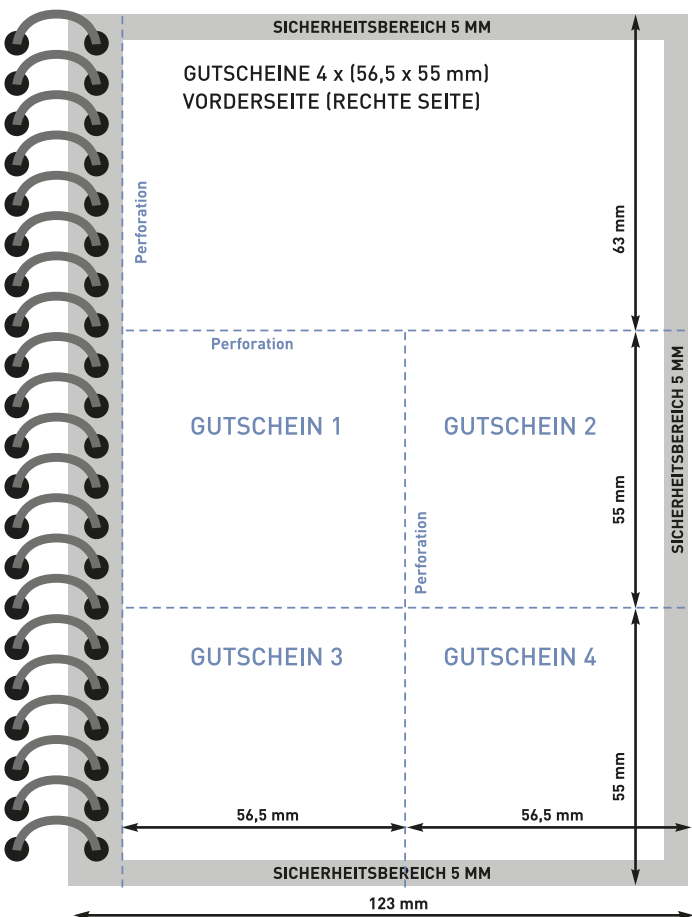 SICHERHEITSBEREICH 5 MM
GUTSCHEINE 4 x (56,5 x 55 mm)
VORDERSEITE (RECHTE SEITE)
Perforation
63 mm
Perforation
SICHERHEITSBEREICH 5 MM
GUTSCHEIN 1
GUTSCHEIN 2
55 mm
Perforation
GUTSCHEIN 3
GUTSCHEIN 4
55 mm
56,5 mm
56,5 mm
SICHERHEITSBEREICH 5 MM
123 mm